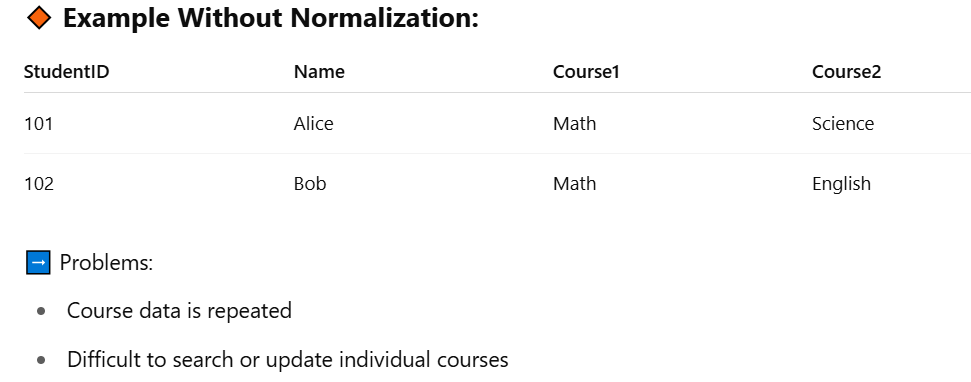 🔶 Example Without Normalization:
StudentID Name Course1 Course2
101 Alice Math Science
102 Bob Math English
➡️ Problems:
• Course data is repeated
• Difficult to search or update individual courses